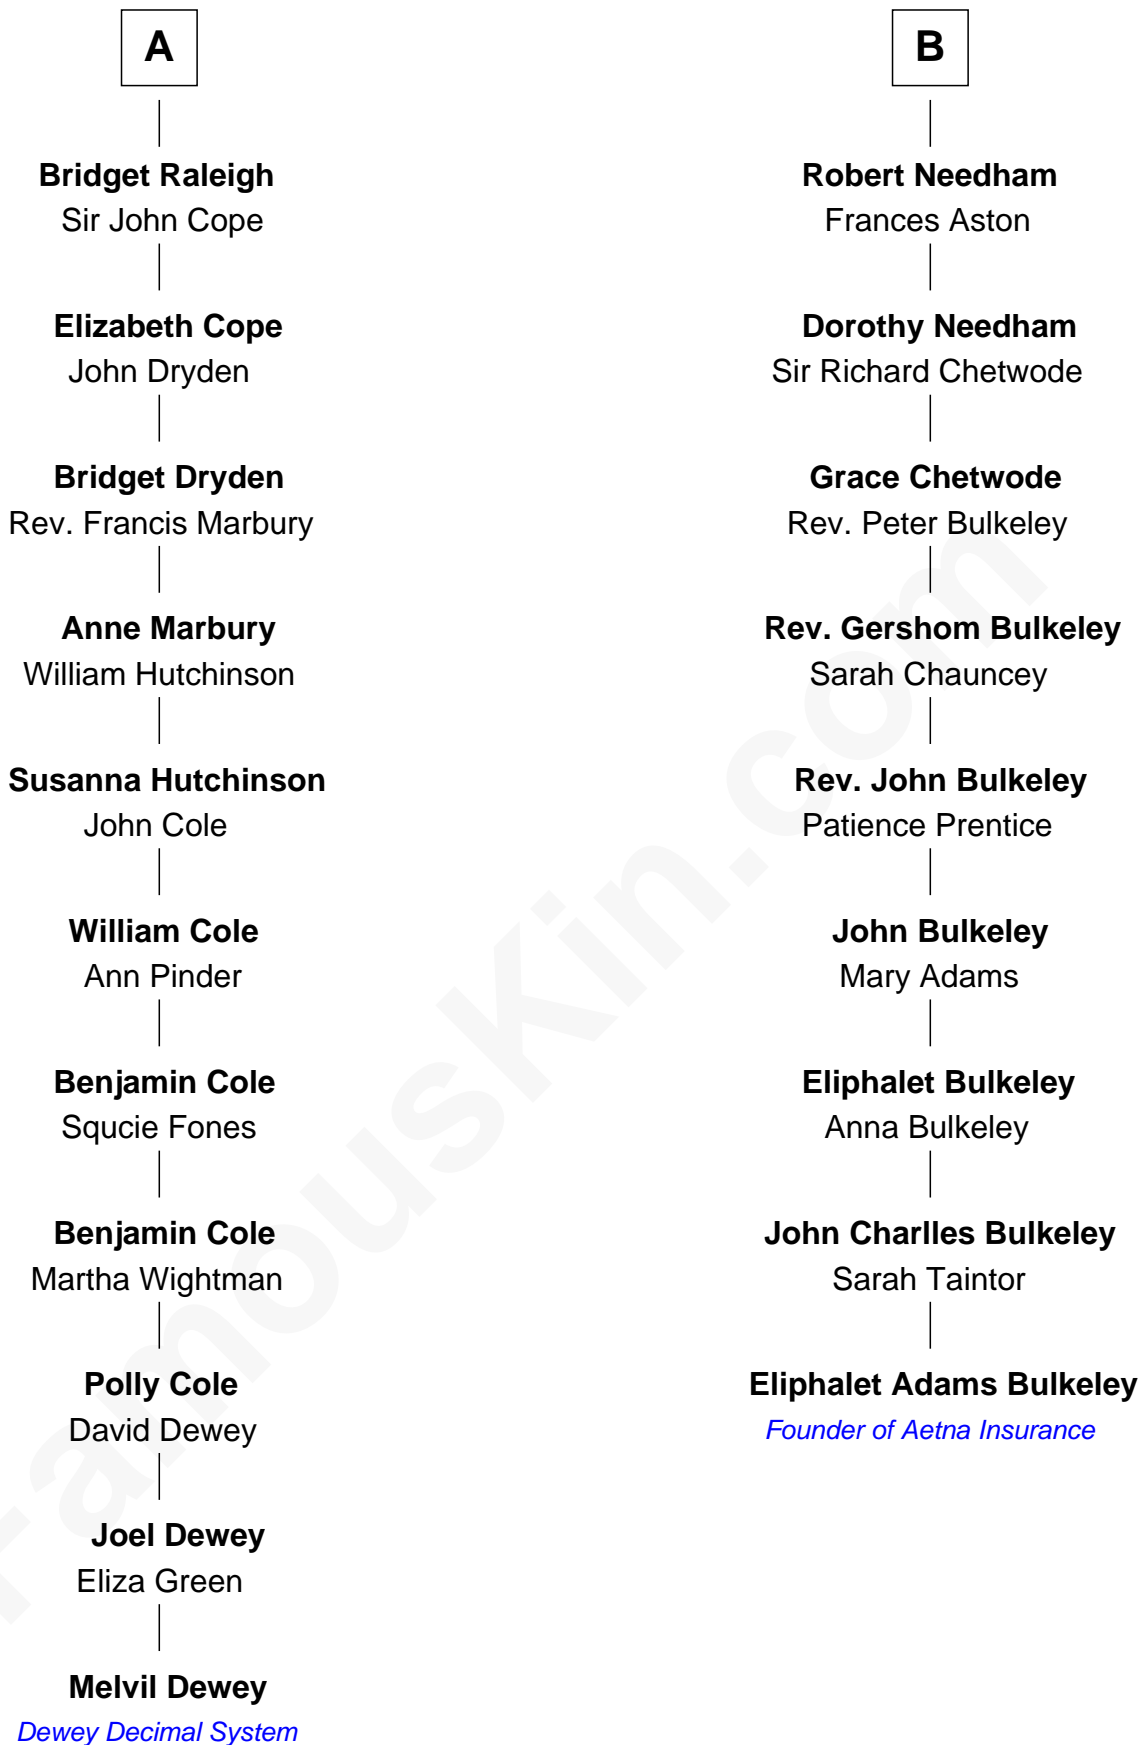 A
Bridget Raleigh
Sir John Cope
Elizabeth Cope
John Dryden
Bridget Dryden
Rev. Francis Marbury
Anne Marbury
William Hutchinson
Susanna Hutchinson
John Cole
William Cole
Ann Pinder
Benjamin Cole
Squcie Fones
Benjamin Cole
Martha Wightman
Polly Cole
David Dewey
Joel Dewey
Eliza Green
Melvil Dewey
Dewey Decimal System
B
Robert Needham
Frances Aston
Dorothy Needham
Sir Richard Chetwode
Grace Chetwode
Rev. Peter Bulkeley
Rev. Gershom Bulkeley
Sarah Chauncey
Rev. John Bulkeley
Patience Prentice
John Bulkeley
Mary Adams
Eliphalet Bulkeley
Anna Bulkeley
John Charlles Bulkeley
Sarah Taintor
Eliphalet Adams Bulkeley
Founder of Aetna Insurance
FamousKin.com